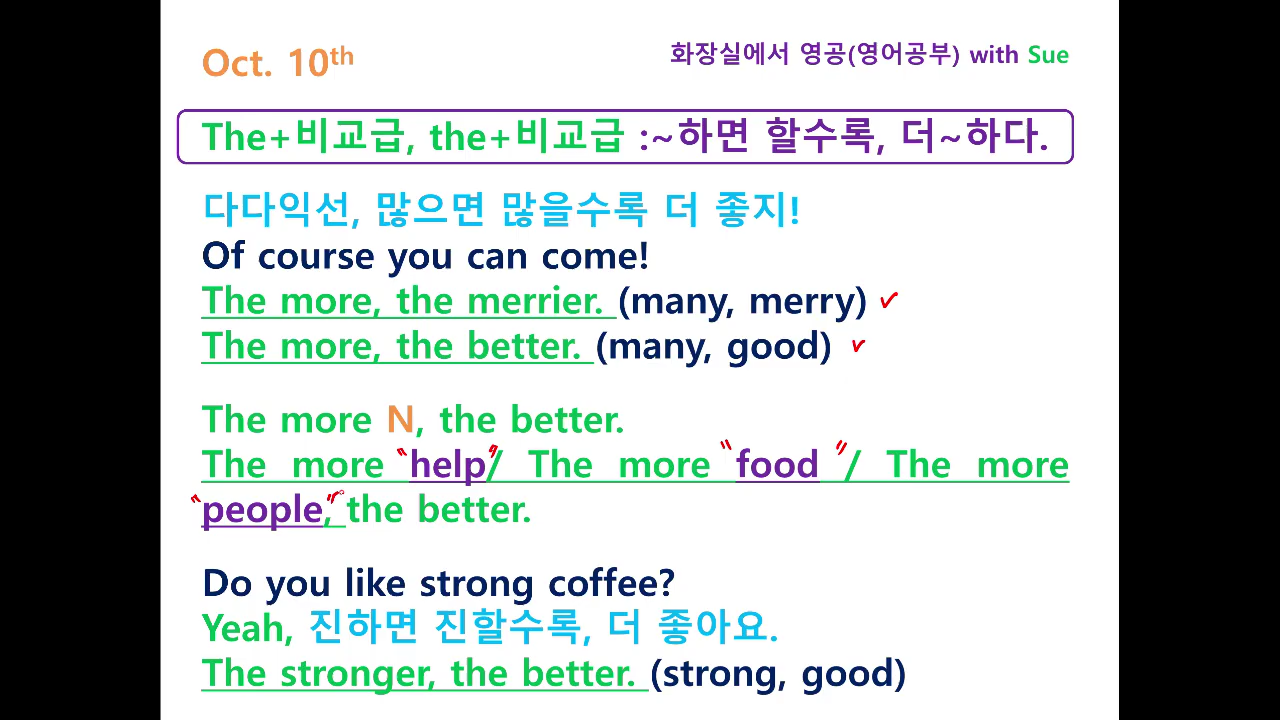 Oct. 10th
화장실에서 영공(영어공부) with Sue
The+비교급, the+비교급 :~하면 할수록, 더~하다.
다다익선, 많으면 많을수록 더 좋지!
Of course you can come!
The more, the merrier. (many, merry) ✓
The more, the better. (many, good) ✓
The more N, the better.
The more "help"/ The more "food" / The more
"people", the better.
Do you like strong coffee?
Yeah, 진하면 진할수록, 더 좋아요.
The stronger, the better. (strong, good)